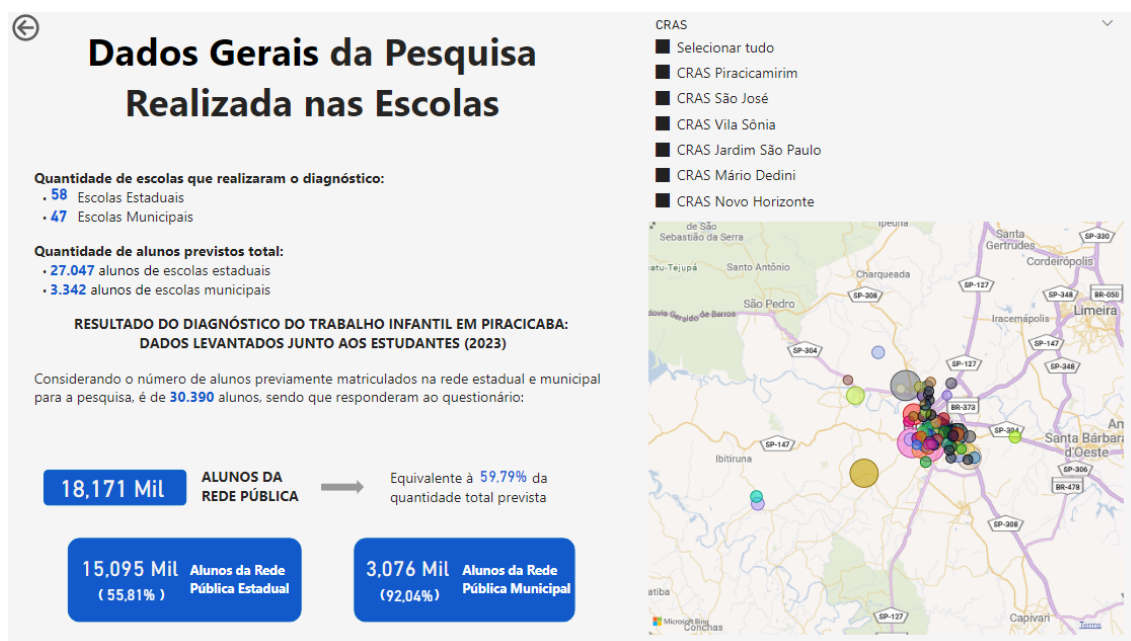 Dados Gerais da Pesquisa
Realizada nas Escolas
Quantidade de escolas que realizaram o diagnóstico:
• 58 Escolas Estaduais
• 47 Escolas Municipais
Quantidade de alunos previstos total:
• 27.047 alunos de escolas estaduais
• 3.342 alunos de escolas municipais
RESULTADO DO DIAGNÓSTICO DO TRABALHO INFANTIL EM PIRACICABA:
DADOS LEVANTADOS JUNTO AOS ESTUDANTES (2023)
Considerando o número de alunos previamente matriculados na rede estadual e municipal
para a pesquisa, é de 30.390 alunos, sendo que responderam ao questionário:
18,171 Mil
ALUNOS DA
REDE PÚBLICA
Equivalente à 59,79% da
quantidade total prevista
15,095 Mil
(55,81% )
Alunos da Rede
Pública Estadual
3,076 Mil
(92,04%)
Alunos da Rede
Pública Municipal
CRAS
Selecionar tudo
CRAS Piracicamirim
CRAS São José
CRAS Vila Sônia
CRAS Jardim São Paulo
CRAS Mário Dedini
CRAS Novo Horizonte
de São
Sebastião da Serra
Ipeúna
Santa
Gertrudes
SP-330
Cordeirópolis
atu-Tejupá
Santo Antônio
Charqueada
SP-127
SP-308
SP-348
BR-050
São Pedro
dovia Geraldo de Barros
Iracemápolis
Limeira
SP-147
SP-304
SP-127
SP-348
BR-373
SP-304
SP-147
Santa Bárbara
d'Oeste
Ibitiruna
SP-306
BR-478
SP-308
atiba
SP-127
Capivari
Microsoft Bing
Conchas
Terms